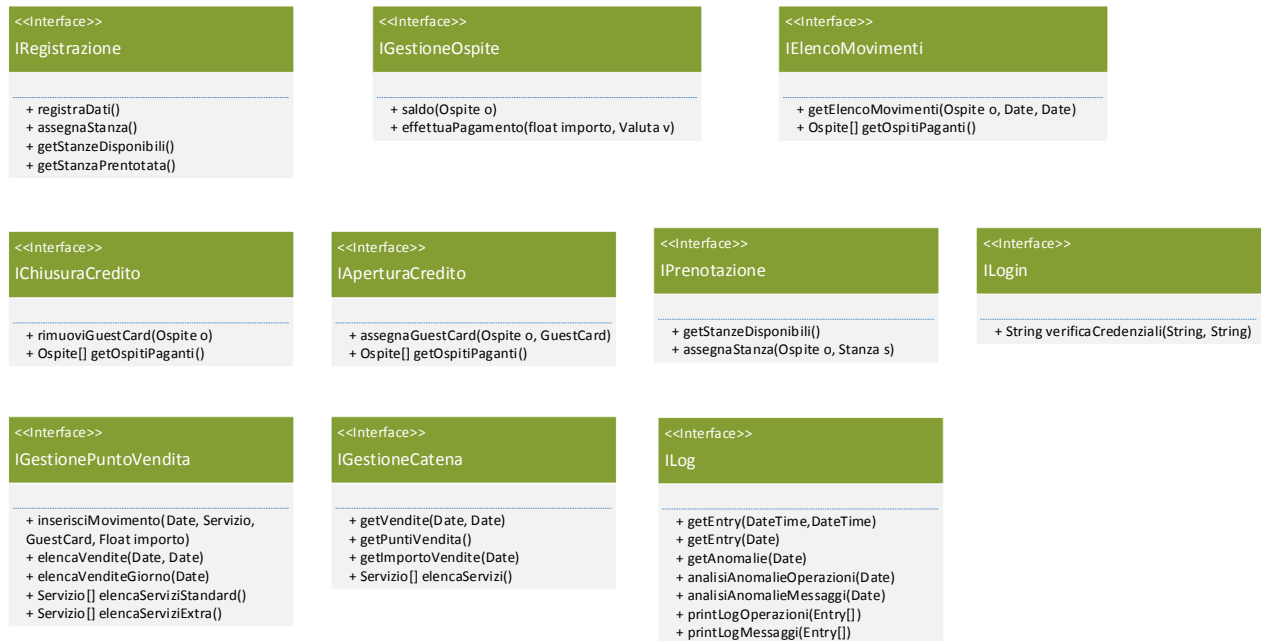 <<Interface>>
IRegistrazione
+ registraDati()
+ assegnaStanza()
+ getStanzeDisponibili()
+ getStanzaPrentotata()
<<Interface>>
IGestioneOspite
+ saldo(Ospite o)
+ effettuaPagamento(float importo, Valuta v)
<<Interface>>
IElencoMovimenti
+ getElencoMovimenti(Ospite o, Date, Date)
+ Ospite[] getOspitiPaganti()
<<Interface>>
IChiusuraCredito
+ rimuoviGuestCard(Ospite o)
+ Ospite[] getOspitiPaganti()
<<Interface>>
IAperturaCredito
+ assegnaGuestCard(Ospite o, GuestCard)
+ Ospite[] getOspitiPaganti()
<<Interface>>
IPrenotazione
+ getStanzeDisponibili()
+ assegnaStanza(Ospite o, Stanza s)
<<Interface>>
ILogin
+ String verificaCredenziali(String, String)
<<Interface>>
IGestionePuntoVendita
+ inserisciMovimento(Date, Servizio,
GuestCard, Float importo)
+ elencaVendite(Date, Date)
+ elencaVenditeGiorno(Date)
+ Servizio[] elencaServiziStandard()
+ Servizio[] elencaServiziExtra()
<<Interface>>
IGestioneCatena
+ getVendite(Date, Date)
+ getPuntiVendita()
+ getImportoVendite(Date)
+ Servizio[] elencaServizi()
<<Interface>>
ILog
+ getEntry(DateTime,DateTime)
+ getEntry(Date)
+ getAnomalie(Date)
+ analisiAnomalieOperazioni(Date)
+ analisiAnomalieMessaggi(Date)
+ printLogOperazioni(Entry[])
+ printLogMessaggi(Entry[])